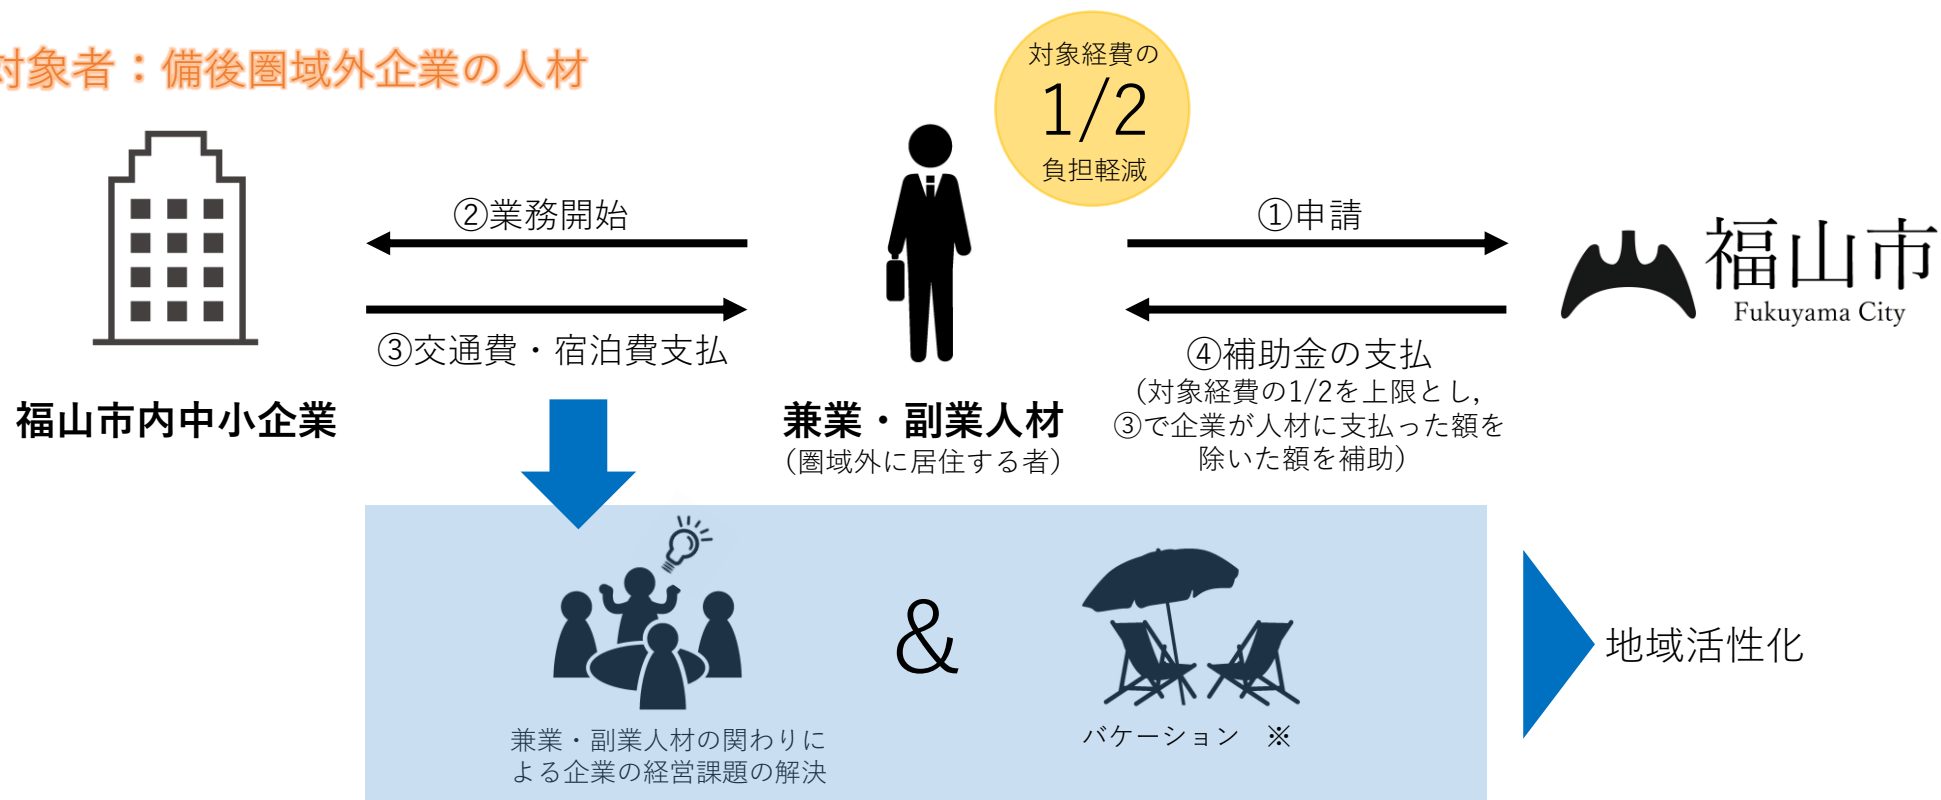 対象者：備後圏域外企業の人材
対象経費の
1/2
負担軽減
②業務開始
①申請
福山市
Fukuyama City
③交通費・宿泊費支払
④補助金の支払
（対象経費の1/2を上限とし,
③で企業が人材に支払った額を
除いた額を補助）
福山市内中小企業
兼業・副業人材
（圏域外に居住する者）
&
地域活性化
兼業・副業人材の関わりに
よる企業の経営課題の解決
バケーション　※